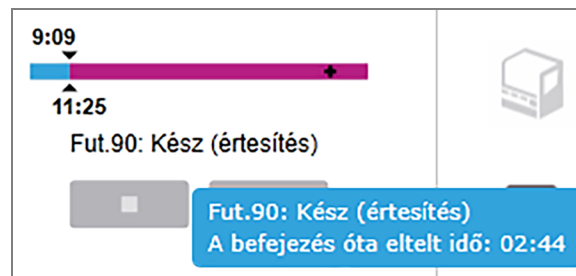 9:09
11:25
Fut.90: Kész (értesítés)
Fut.90: Kész (értesítés)
A befejezés óta eltelt idő: 02:44